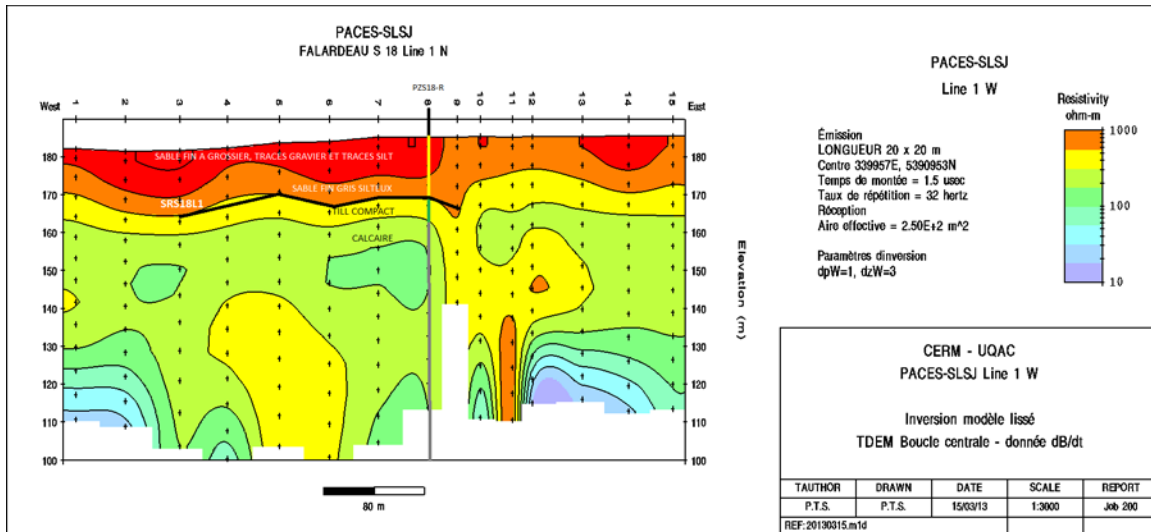 PACES-SLSJ
FALARDEAU S 18 Line 1 N
PZS18-R
West 1 2 3 4 5 6 7 8 9 10 11 12 13 14 15 East
180
170
160
150
140
130
120
110
100
180
170
160
150
140
130
120
110
100
SABLE FIN A GROSSIER, TRACES GRAVIER ET TRACES SILT
SABLE FIN GRIS SILTEUX
SRS18L1
TILL COMPACT
CALCAIRE
Elevation (m)
80 m
PACES-SLSJ
Line 1 W
Émission
LONGUEUR 20 x 20 m
Centre 339957E, 5390953N
Temps de montée = 1.5 usec
Taux de répétition = 32 hertz
Réception
Aire effective = 2.50E+2 m^2
Paramètres dinversion
dpW=1, dzW=3
Resistivity
ohm-m
1000
100
10
CERM - UQAC
PACES-SLSJ Line 1 W
Inversion modèle lissé
TDEM Boucle centrale - donnée dB/dt
TAUTHOR DRAWN DATE SCALE REPORT
P.T.S. P.T.S. 15/03/13 1:3000 Job 200
REF: 20130315.m1d